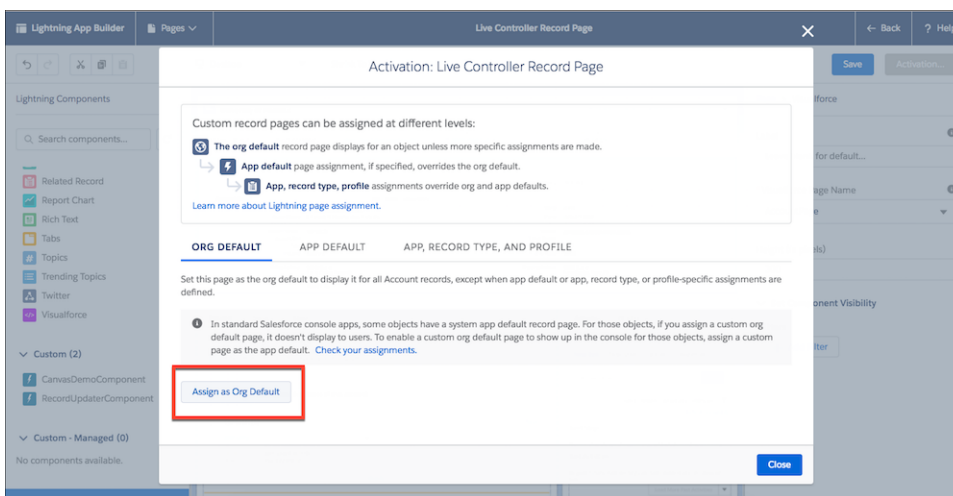 Lightning App Builder
Pages
Live Controller Record Page
Back
? Help
Save
Activation...
Activation: Live Controller Record Page
Lightning Components
Search components...
Related Record
Report Chart
Rich Text
Tabs
Topics
Trending Topics
Twitter
Visualforce
Custom (2)
CanvasDemoComponent
RecordUpdaterComponent
Custom - Managed (0)
No components available.
Custom record pages can be assigned at different levels:
The org default record page displays for an object unless more specific assignments are made.
App default page assignment, if specified, overrides the org default.
App, record type, profile assignments override org and app defaults.
Learn more about Lightning page assignment.
ORG DEFAULT
APP DEFAULT
APP, RECORD TYPE, AND PROFILE
Set this page as the org default to display it for all Account records, except when app default or app, record type, or profile-specific assignments are
defined.
In standard Salesforce console apps, some objects have a system app default record page. For those objects, if you assign a custom org
default page, it doesn't display to users. To enable a custom org default page to show up in the console for those objects, assign a custom
page as the app default. Check your assignments.
Assign as Org Default
Close
for default...
age Name
onent Visibility